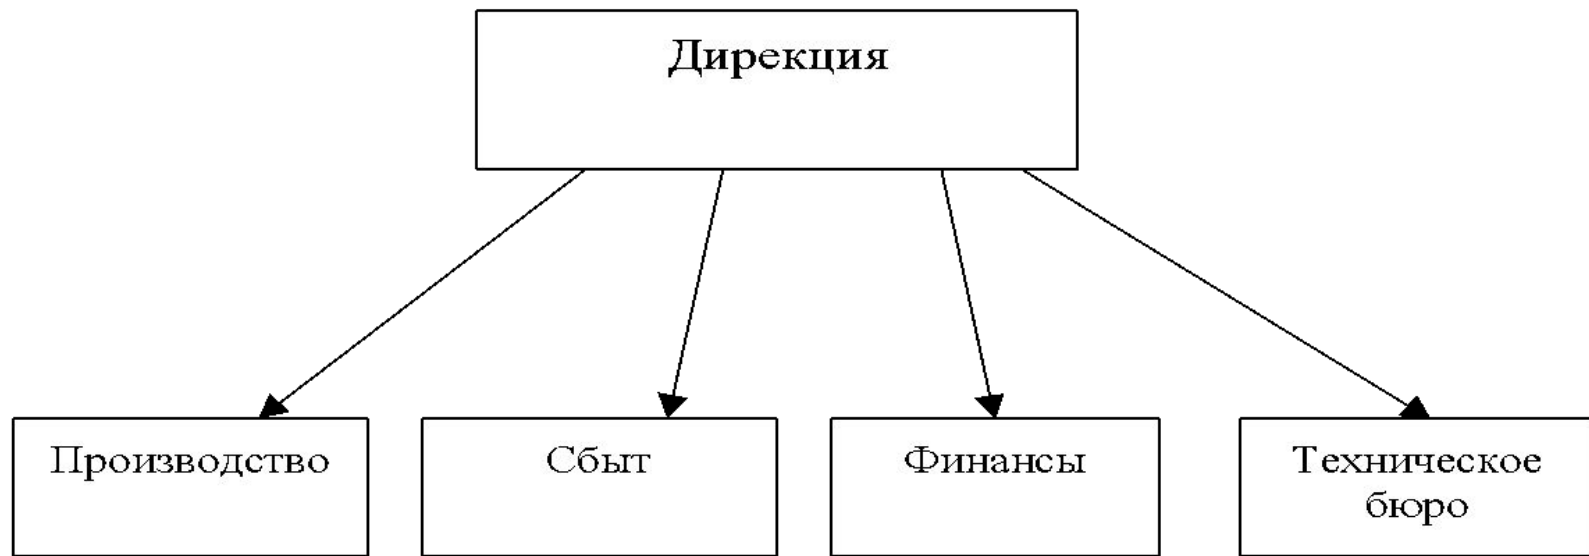 Дирекция
Производство
Сбыт
Финансы
Техническое
бюро